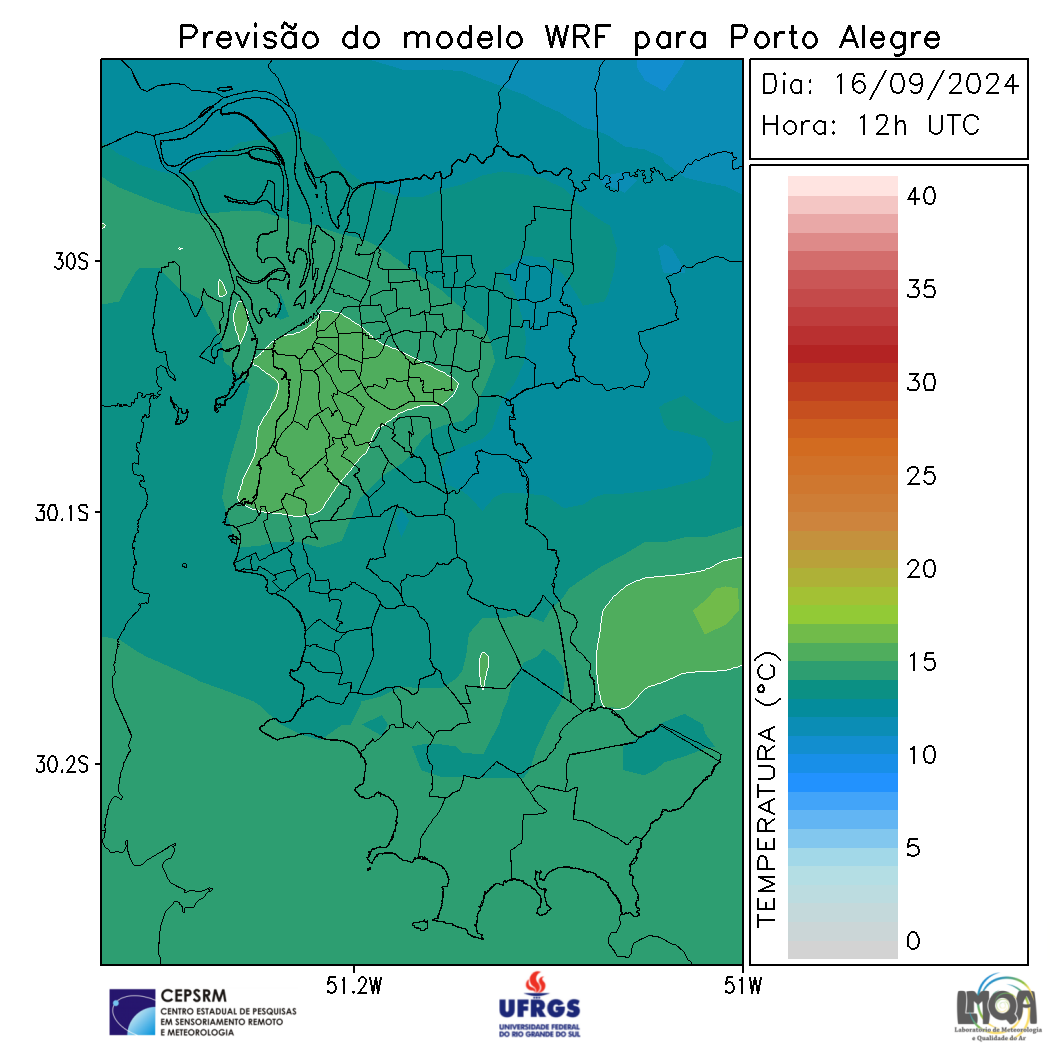 Previsão do modelo WRF para Porto Alegre
Dia: 16/09/2024
Hora: 12h UTC
30S
30.1S
30.2S
51.2W
51W
TEMPERATURA (°C)
40
35
30
25
20
15
10
5
0
CEPSRM
CENTRO ESTADUAL DE PESQUISAS
EM SENSORIAMENTO REMOTO
E METEOROLOGIA
UFRGS
UNIVERSIDADE FEDERAL
DO RIO GRANDE DO SUL
LMQA
Laboratório de Meteorologia
e Qualidade do Ar